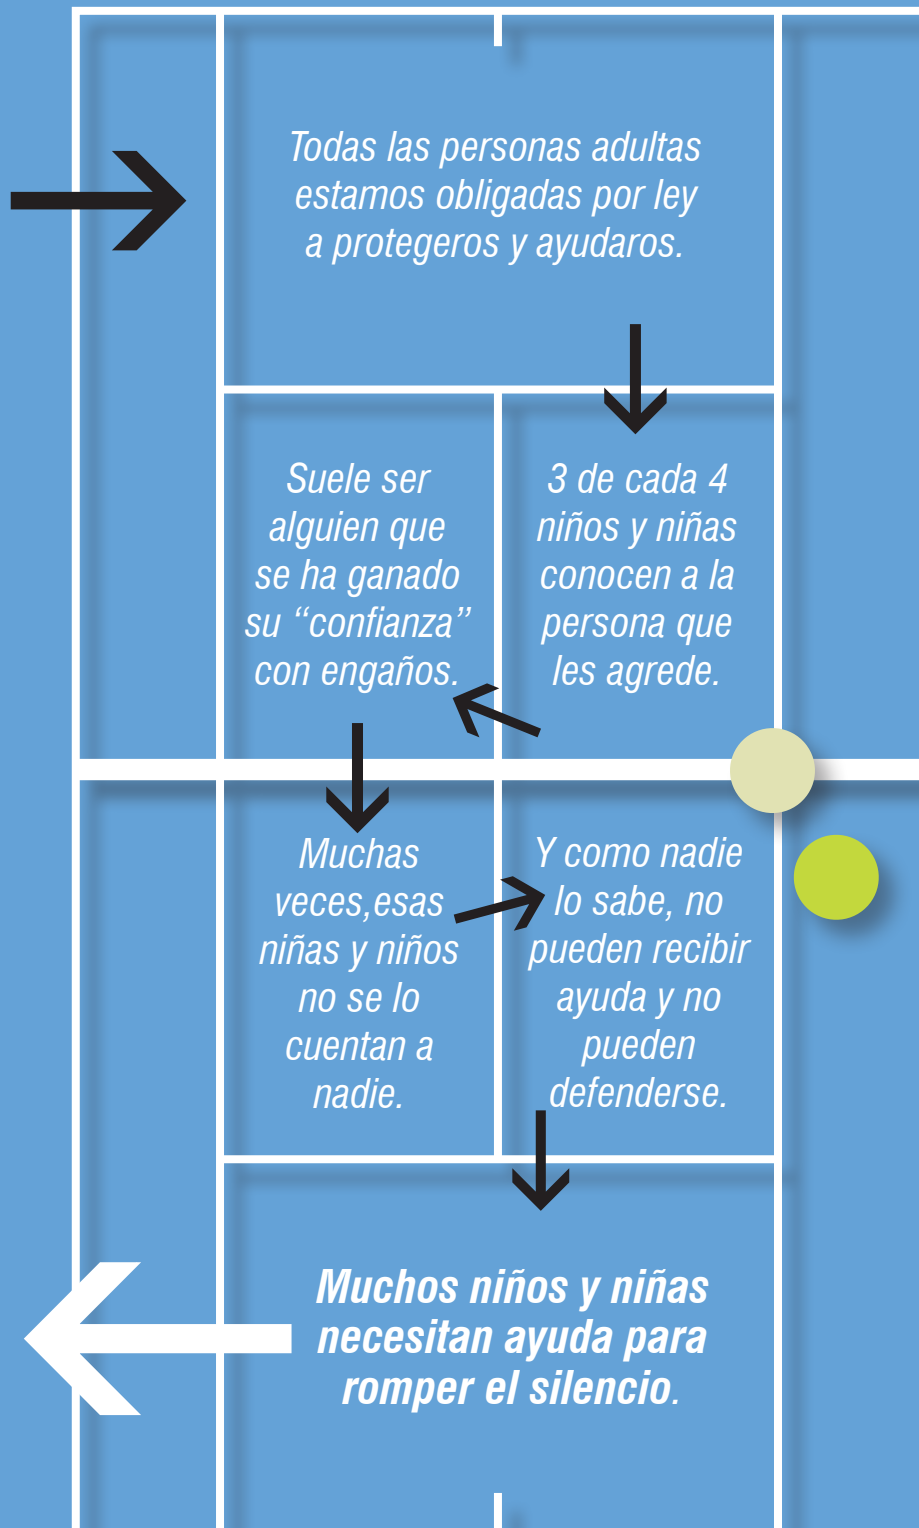 Todas las personas adultas
estamos obligadas por ley
a protegeros y ayudaros.
3 de cada 4
niños y niñas
conocen a la
persona que
les agrede.
Suele ser
alguien que
se ha ganado
su “confianza”
con engaños.
Muchas
veces,esas
niñas y niños
no se lo
cuentan a
nadie.
Y como nadie
lo sabe, no
pueden recibir
ayuda y no
pueden
defenderse.
Muchos niños y niñas
necesitan ayuda para
romper el silencio.